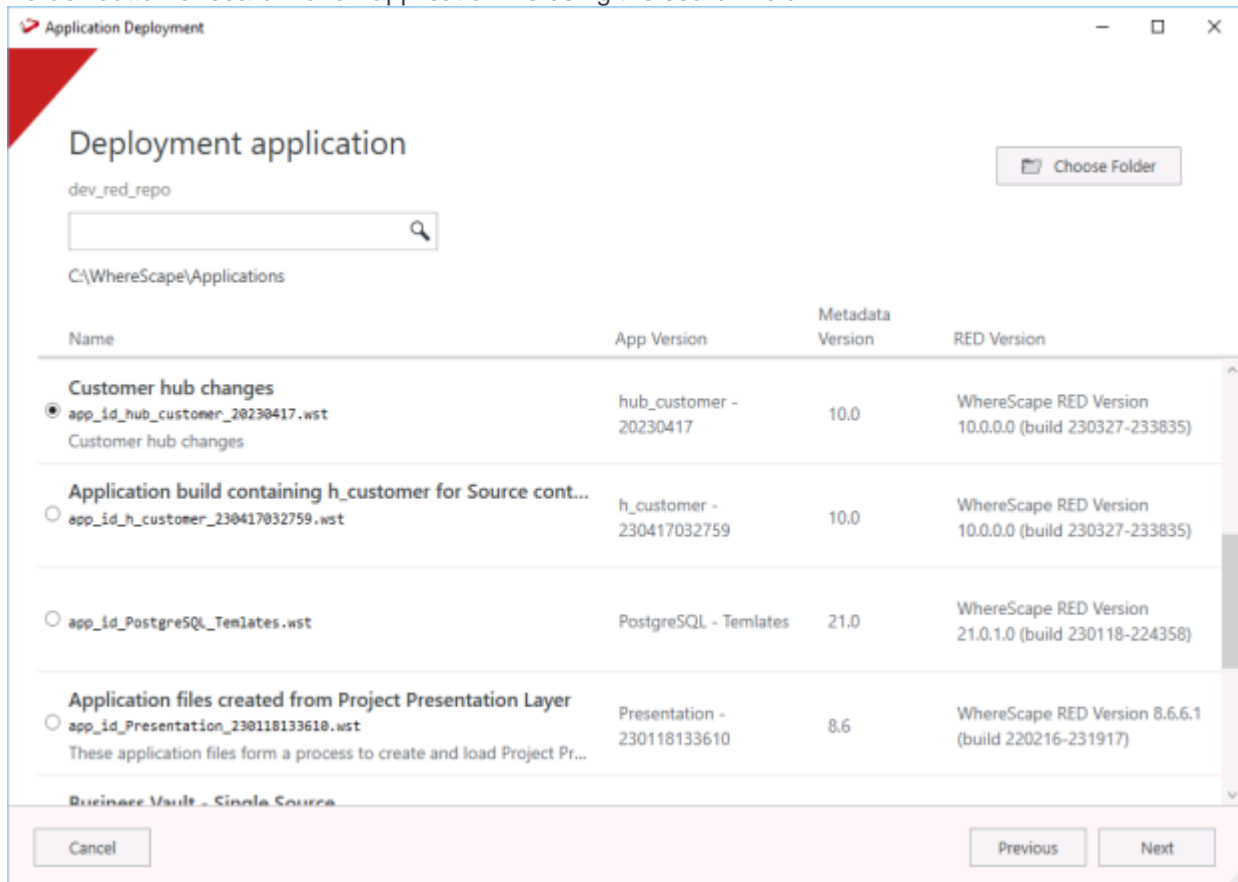 Application Deployment
Deployment application
Choose Folder
dev_red_repo
C:\WhereScape\Applications
Name
App Version
Metadata
Version
RED Version
Customer hub changes
app_id_hub_customer_20230417.wst
Customer hub changes
hub_customer -
20230417
10.0
WhereScape RED Version
10.0.0.0 (build 230327-233835)
Application build containing h_customer for Source cont...
app_id_h_customer_230417032759.wst
h_customer -
230417032759
10.0
WhereScape RED Version
10.0.0.0 (build 230327-233835)
app_id_PostgreSQL_Temlates.wst
PostgreSQL - Temlates
21.0
WhereScape RED Version
21.0.1.0 (build 230118-224358)
Application files created from Project Presentation Layer
app_id_Presentation_230118133610.wst
These application files form a process to create and load Project Pr...
Presentation -
230118133610
8.6
WhereScape RED Version 8.6.6.1
(build 220216-231917)
Business Vault - Single Source
Cancel
Previous
Next